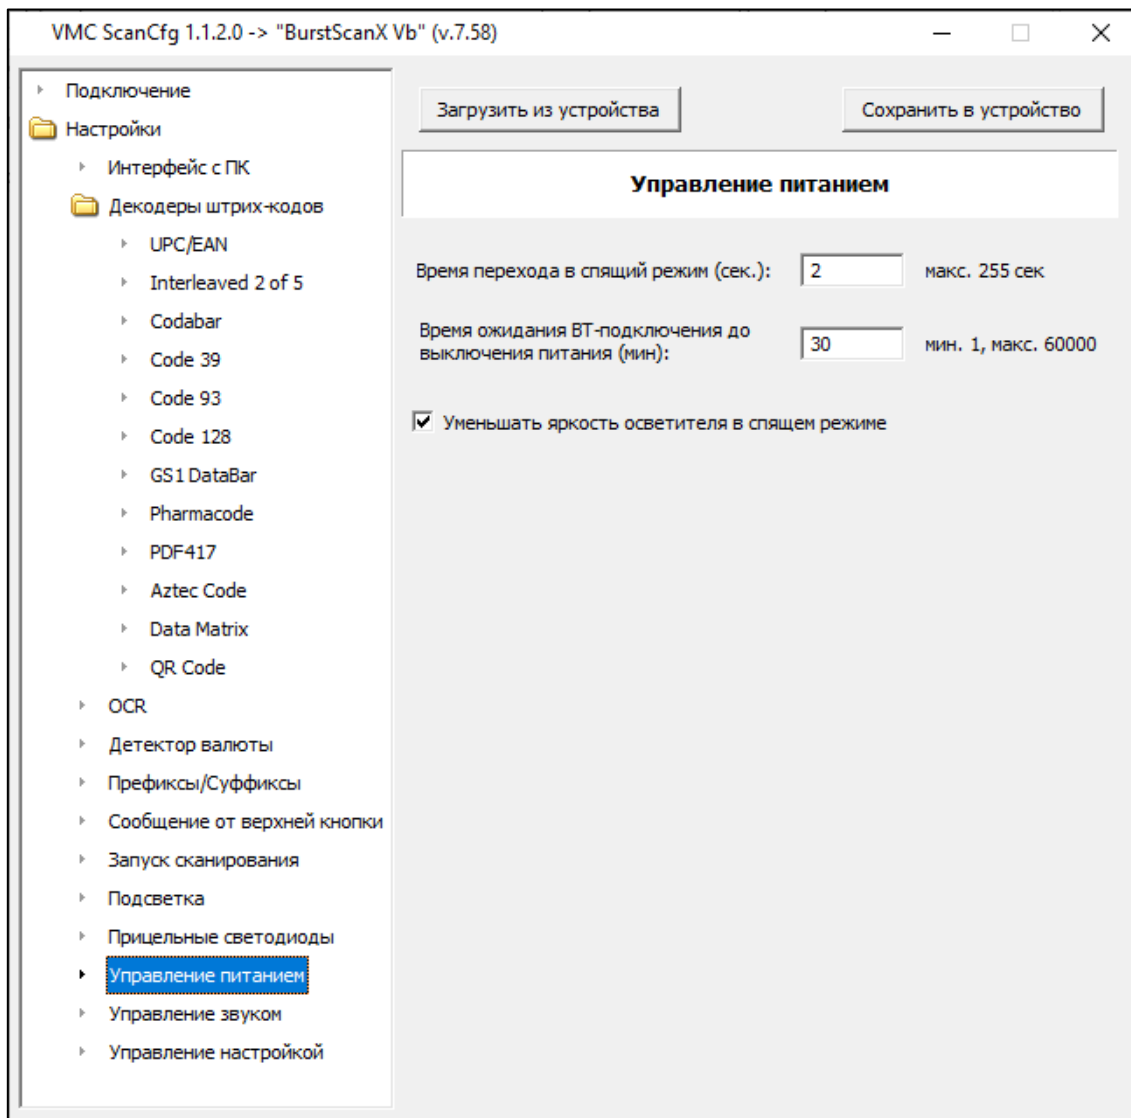 VMC ScanCfg 1.1.2.0 -> "BurstScanX Vb" (v.7.58)
Подключение
Настройки
Интерфейс с ПК
Декодеры штрих-кодов
UPC/EAN
Interleaved 2 of 5
Codabar
Code 39
Code 93
Code 128
GS1 DataBar
Pharmacode
PDF417
Aztec Code
Data Matrix
QR Code
OCR
Детектор валюты
Префиксы/Суффиксы
Сообщение от верхней кнопки
Запуск сканирования
Подсветка
Прицельные светодиоды
Управление питанием
Управление звуком
Управление настройкой
Загрузить из устройства
Сохранить в устройство
Управление питанием
Время перехода в спящий режим (сек.): 2 макс. 255 сек
Время ожидания BT-подключения до
выключения питания (мин): 30 мин. 1, макс. 60000
Уменьшать яркость осветителя в спящем режиме